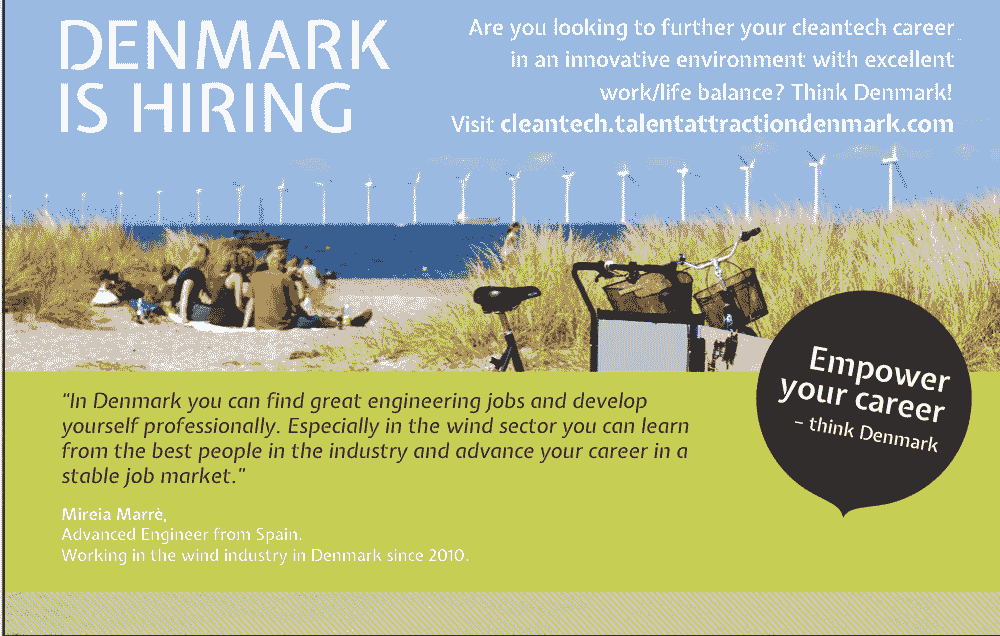 DENMARK
IS HIRING
Are you looking to further your cleantech career
in an innovative environment with excellent
work/life balance? Think Denmark!
Visit cleantech.talentattractiondenmark.com
Empower
your career
– think Denmark
"In Denmark you can find great engineering jobs and develop
yourself professionally. Especially in the wind sector you can learn
from the best people in the industry and advance your career in a
stable job market."
Mireia Marrè,
Advanced Engineer from Spain.
Working in the wind industry in Denmark since 2010.